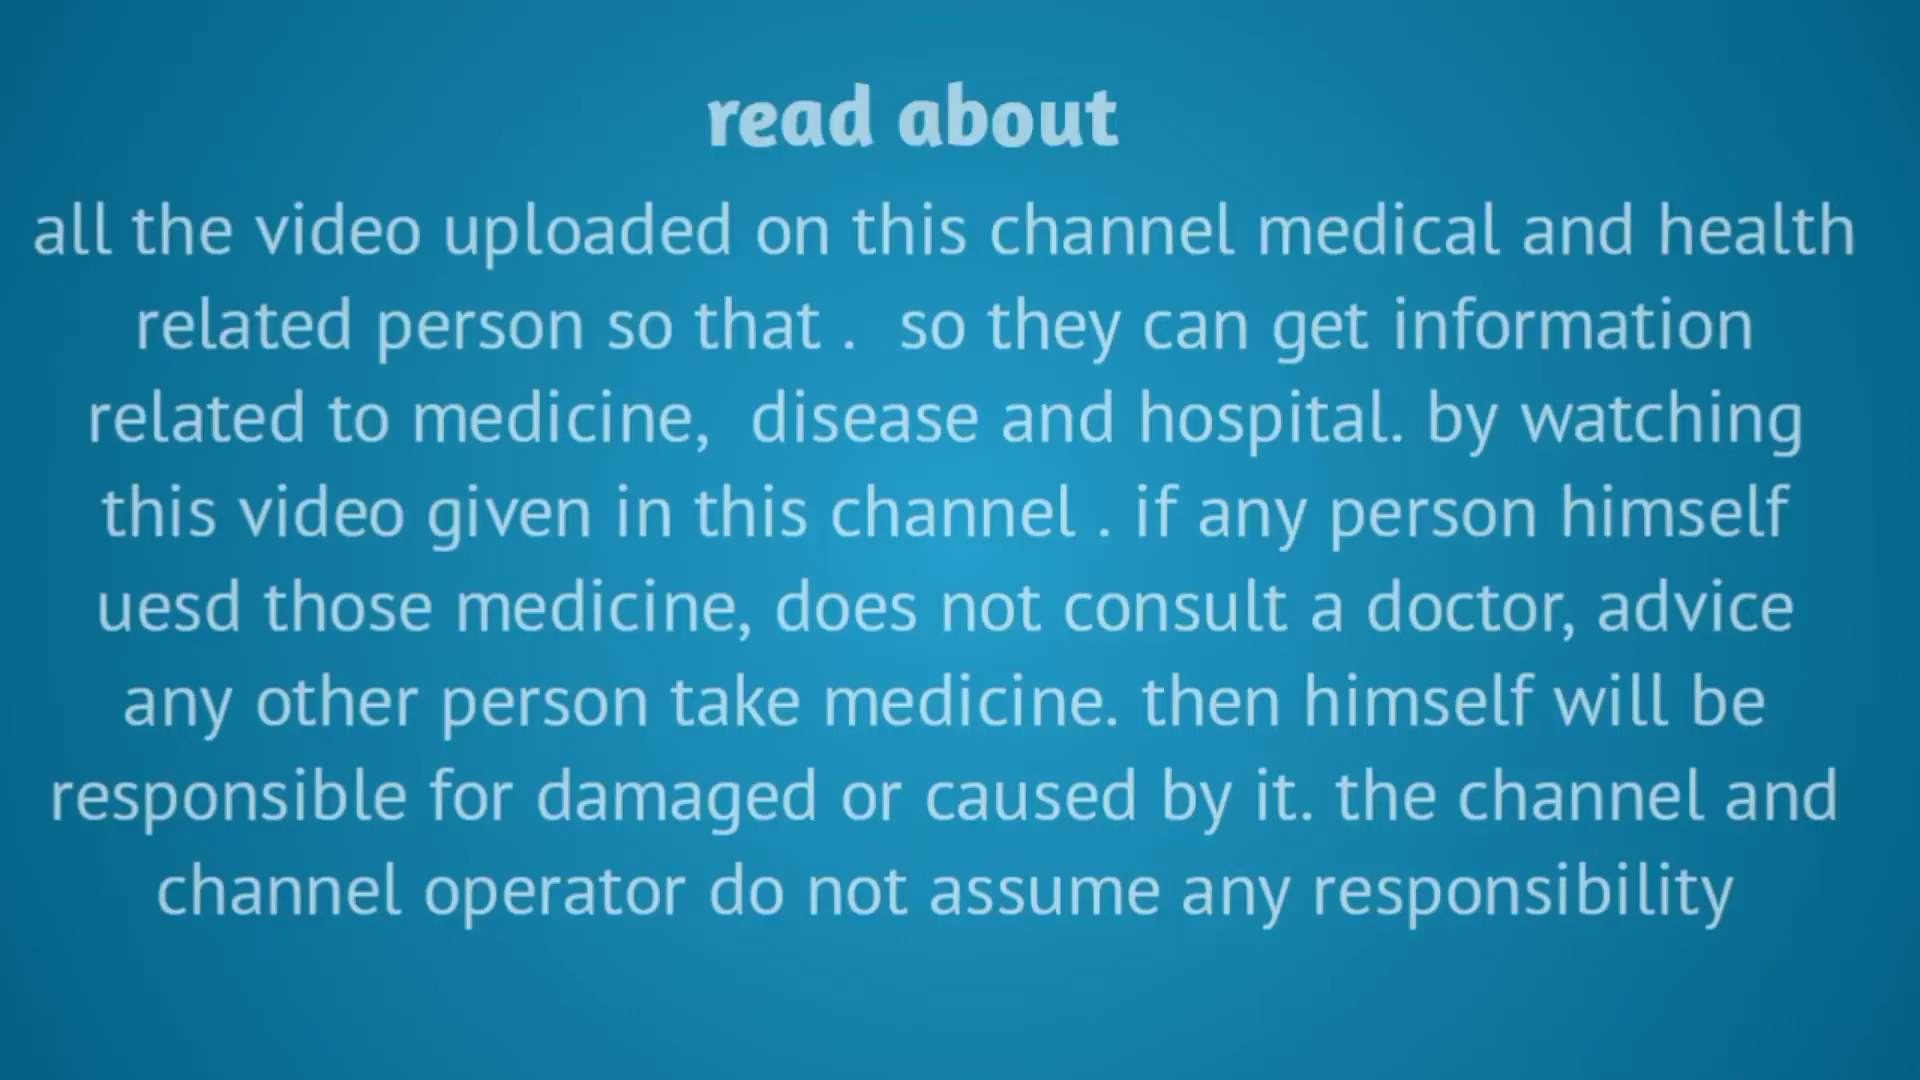 read about
all the video uploaded on this channel medical and health
related person so that .  so they can get information
related to medicine,  disease and hospital. by watching
this video given in this channel . if any person himself
uesd those medicine, does not consult a doctor, advice
any other person take medicine. then himself will be
responsible for damaged or caused by it. the channel and
channel operator do not assume any responsibility